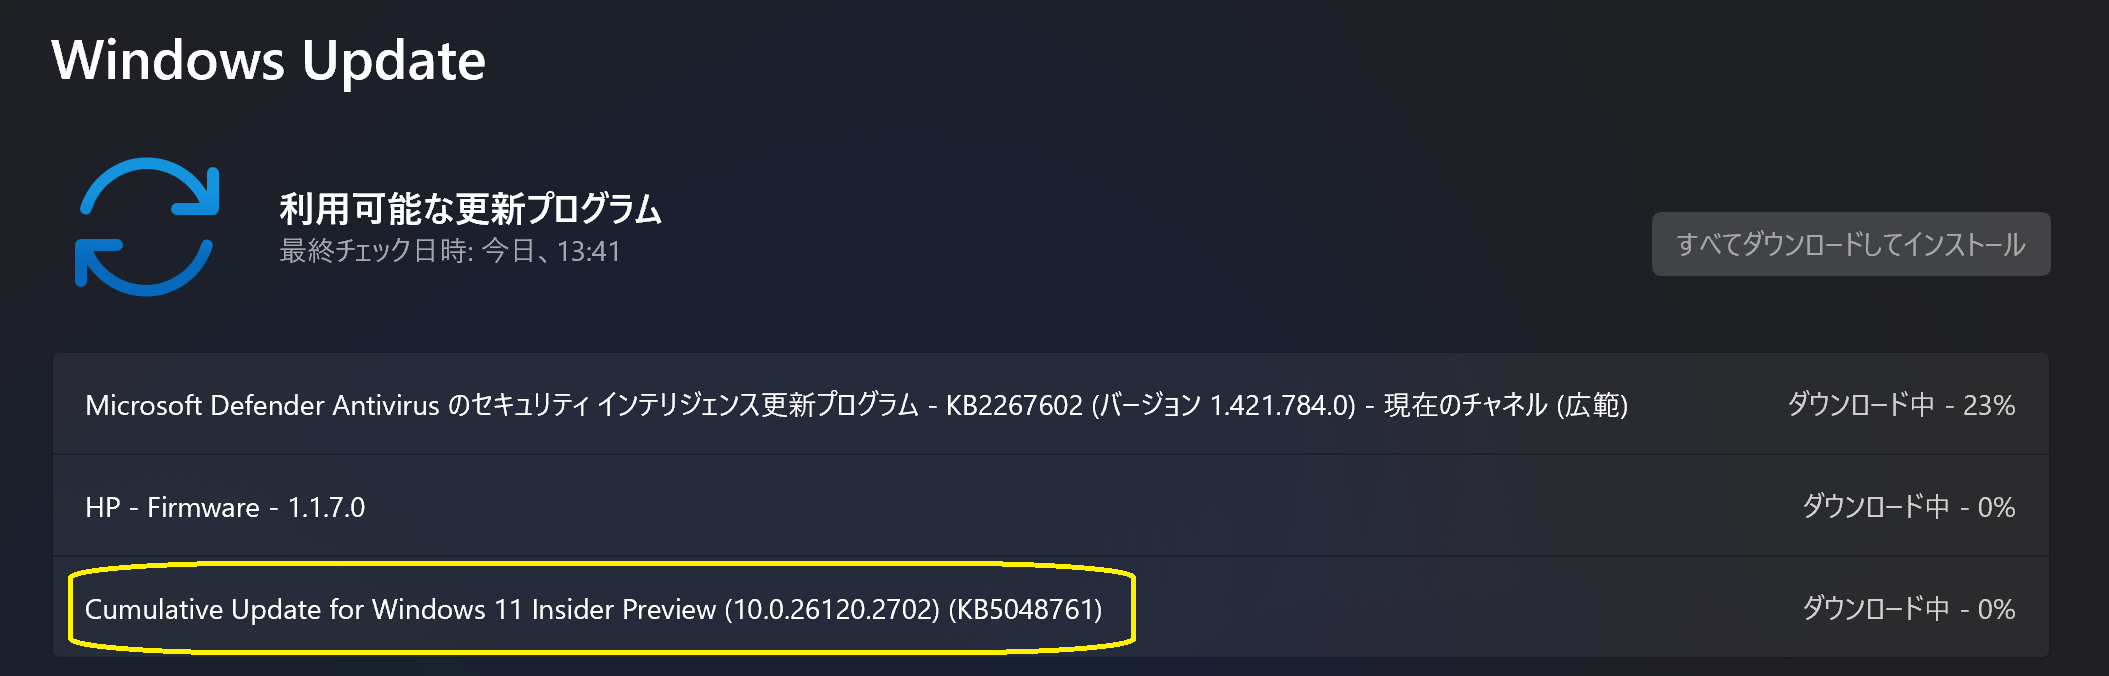 Windows Update
利用可能な更新プログラム
最終チェック日時: 今日、13:41
すべてダウンロードしてインストール
Microsoft Defender Antivirus のセキュリティ インテリジェンス更新プログラム - KB2267602 (バージョン 1.421.784.0) - 現在のチャネル (広範)
ダウンロード中 - 23%
HP - Firmware - 1.1.7.0
ダウンロード中 - 0%
Cumulative Update for Windows 11 Insider Preview (10.0.26120.2702) (KB5048761)
ダウンロード中 - 0%